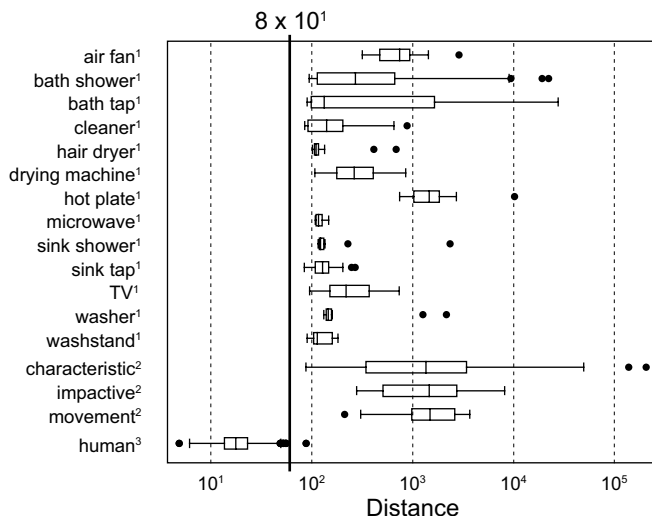 8 x 10¹
air fan¹
bath shower¹
bath tap¹
cleaner¹
hair dryer¹
drying machine¹
hot plate¹
microwave¹
sink shower¹
sink tap¹
TV¹
washer¹
washstand¹
characteristic²
impactive²
movement²
human³
10¹ 10² 10³ 10⁴ 10⁵
Distance